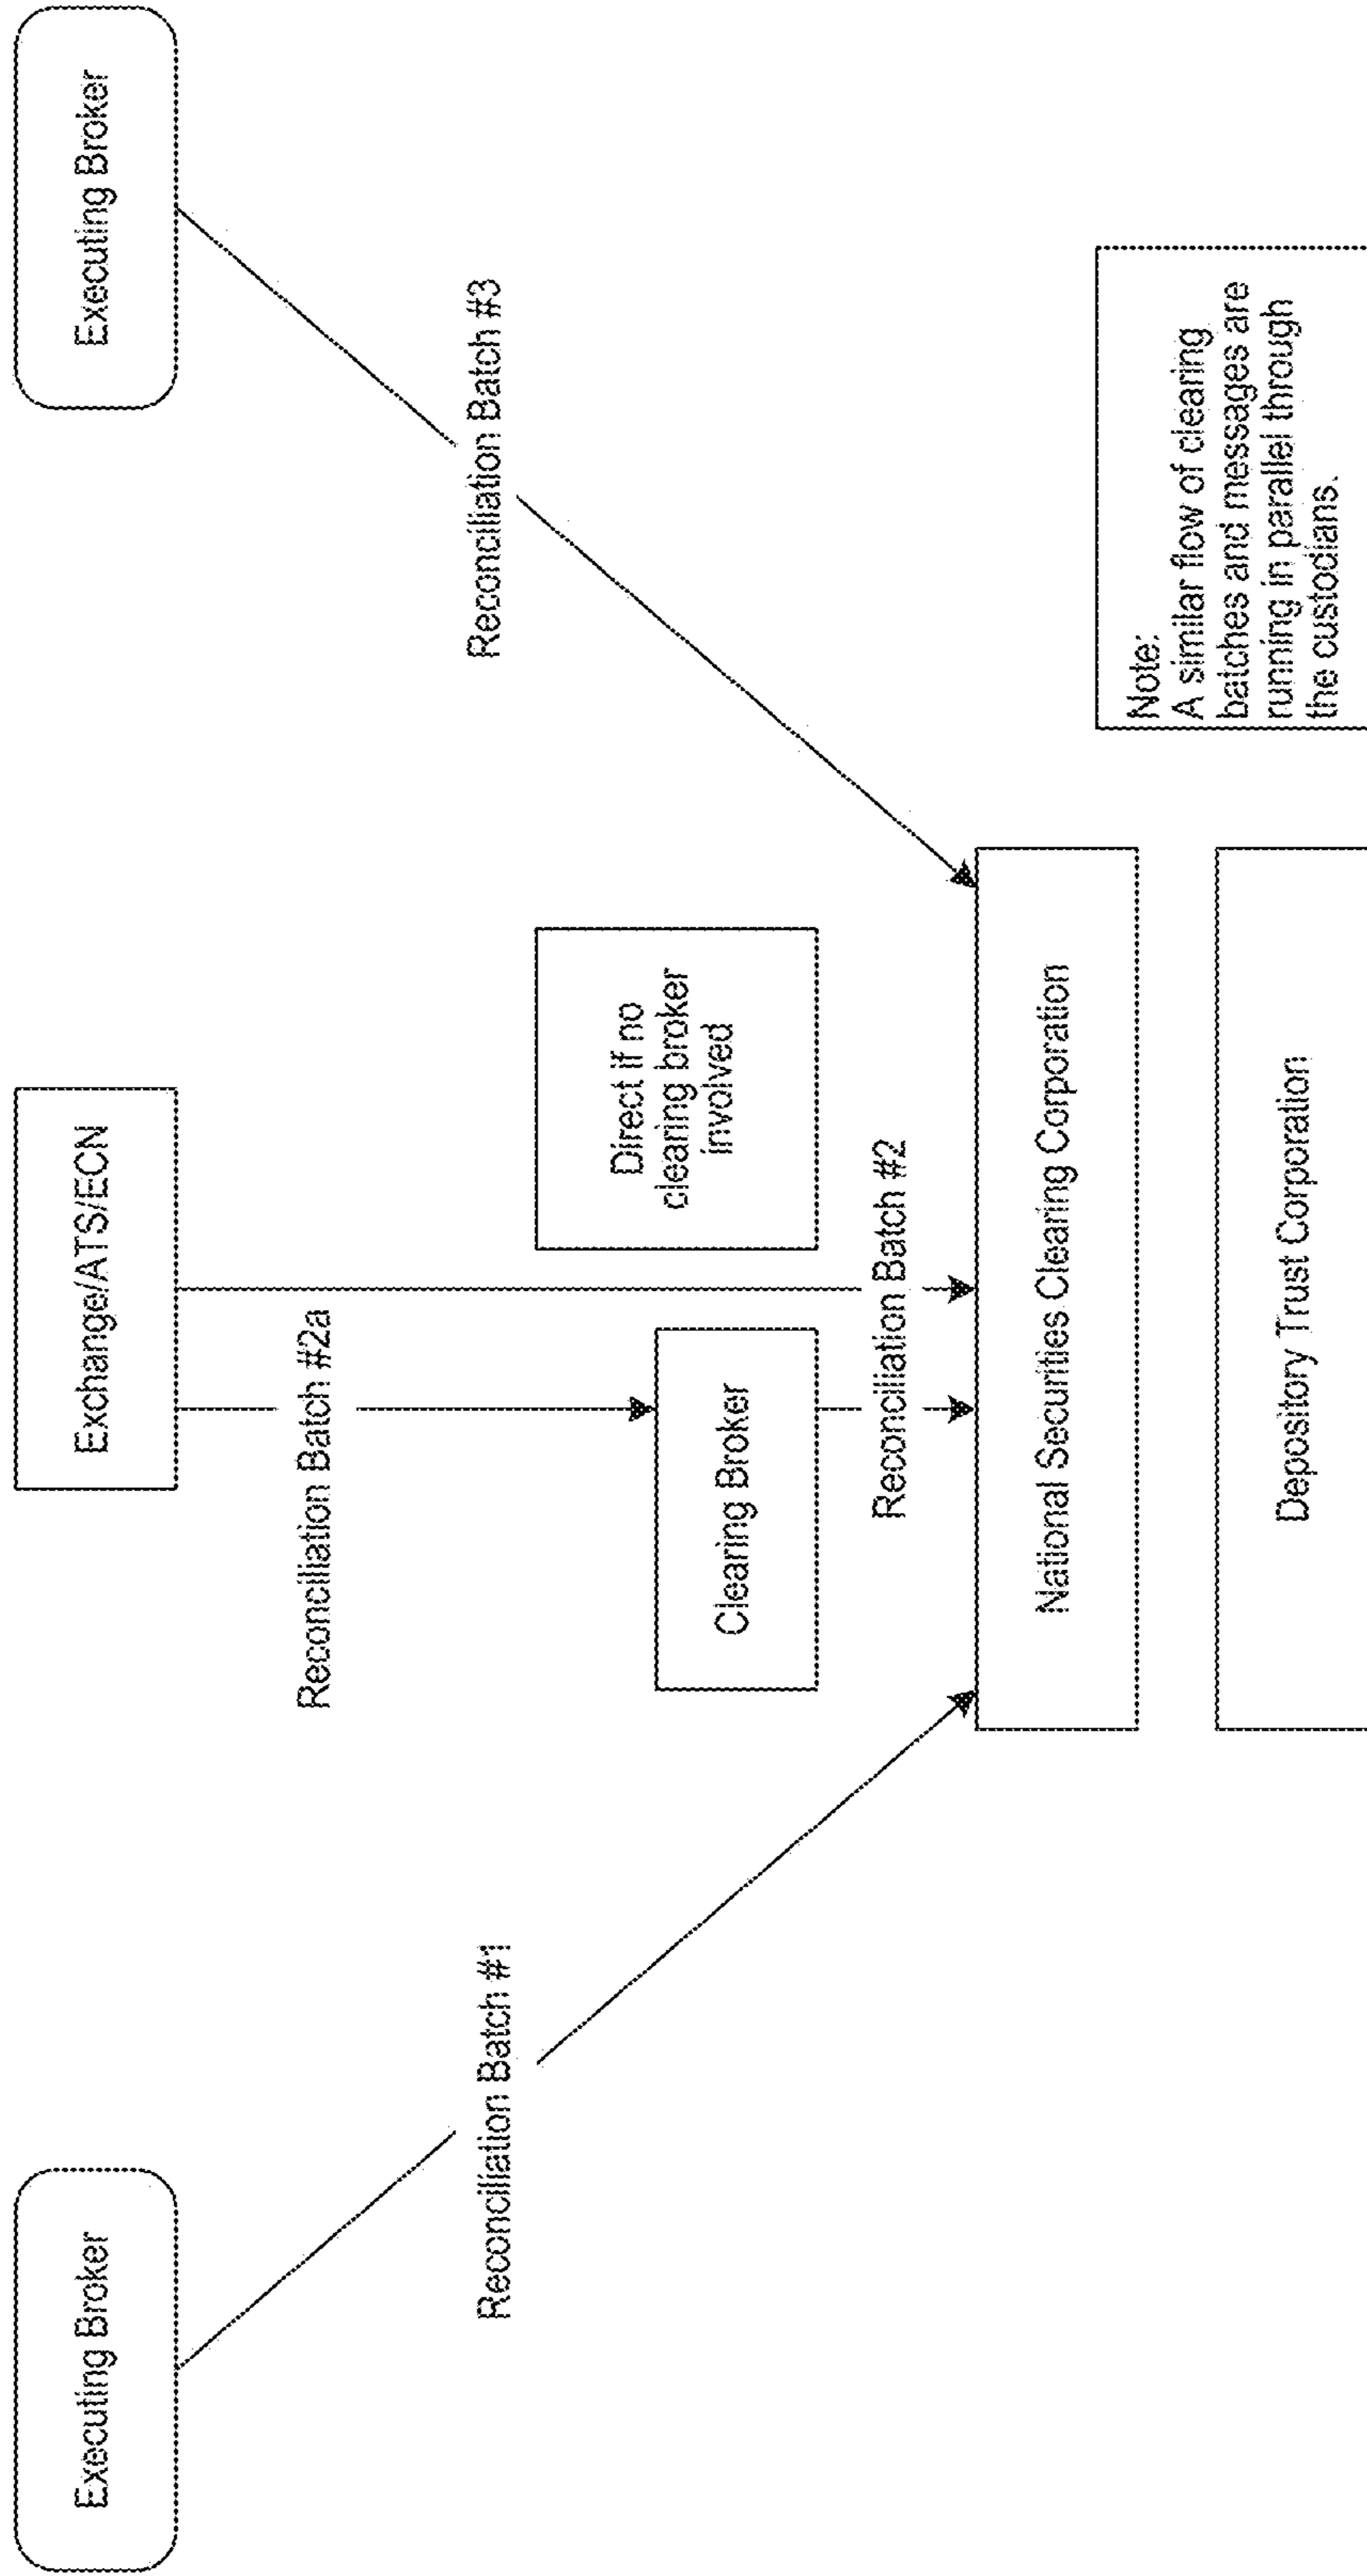 Executing Broker
Exchange/ATS/ECN
Executing Broker
Reconciliation Batch #2a
Reconciliation Batch #1
Reconciliation Batch #3
Direct if no
clearing broker
involved
Clearing Broker
Reconciliation Batch #2
National Securities Clearing Corporation
Note:
A similar flow of clearing
batches and messages are
running in parallel through
the custodians.
Depository Trust Corporation